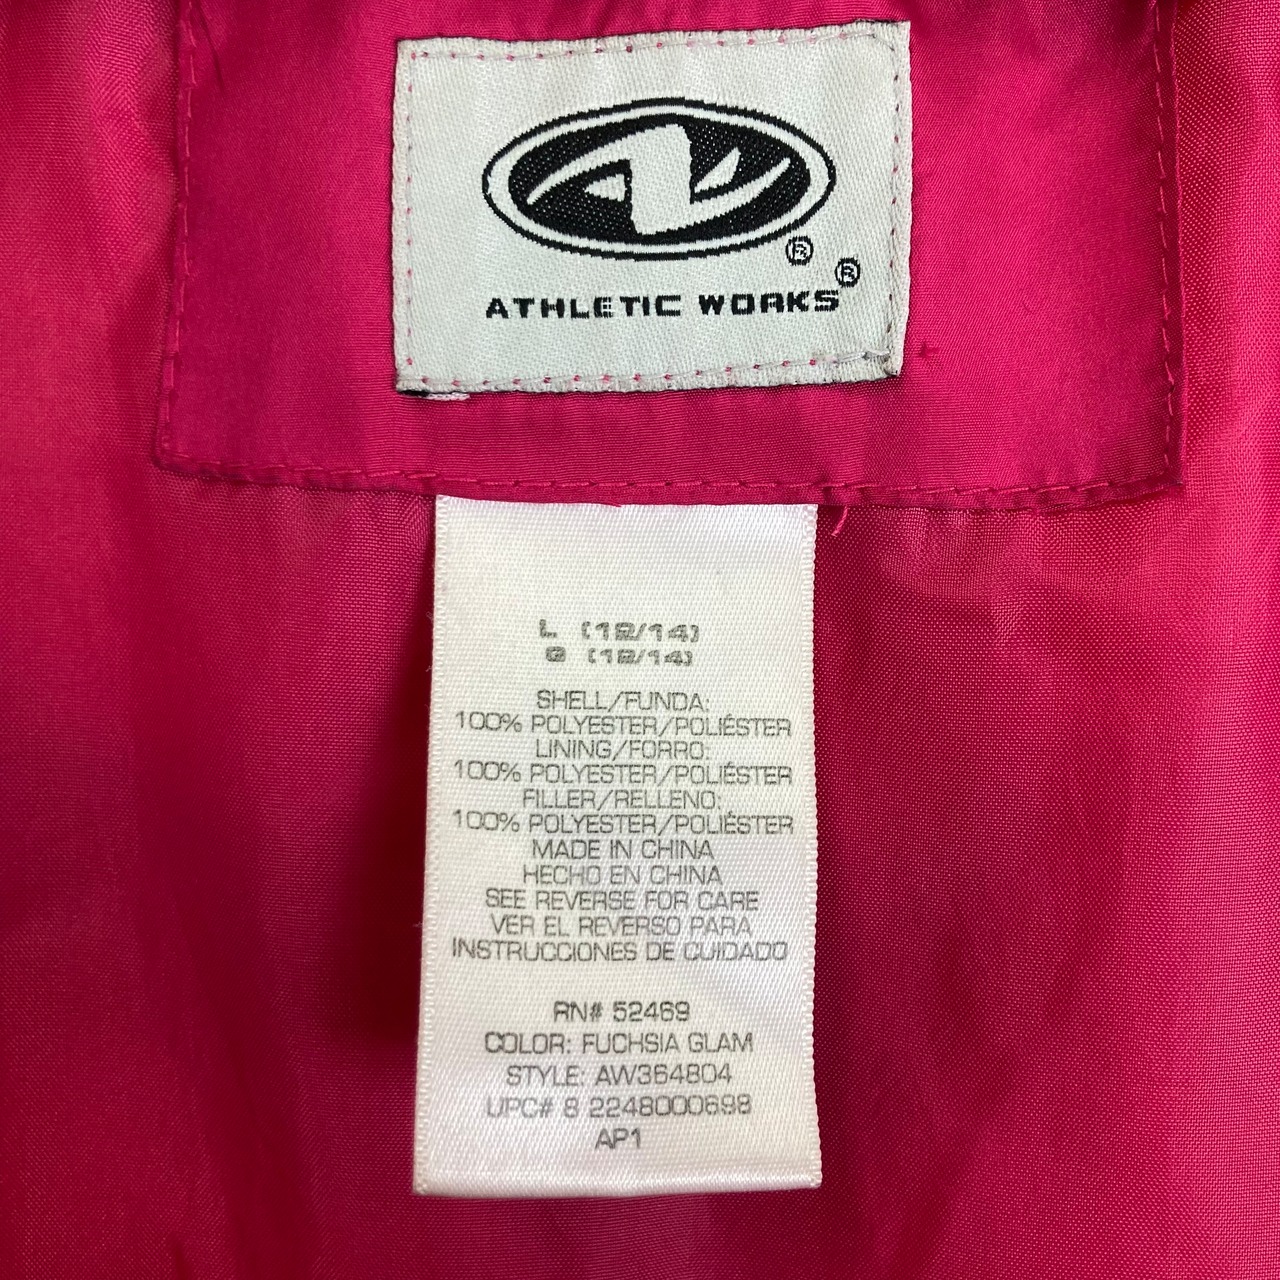 ®
®
ATHLETIC WORKS
L (12/14)
G (12/14)
SHELL/FUNDA:
100% POLYESTER/POLIÉSTER
LINING/FORRO:
100% POLYESTER/POLIÉSTER
FILLER/RELLENO:
100% POLYESTER/POLIÉSTER
MADE IN CHINA
HECHO EN CHINA
SEE REVERSE FOR CARE
VER EL REVERSO PARA
INSTRUCCIONES DE CUIDADO
RN# 52469
COLOR: FUCHSIA GLAM
STYLE: AW364804
UPC# 8 2248000698
AP1